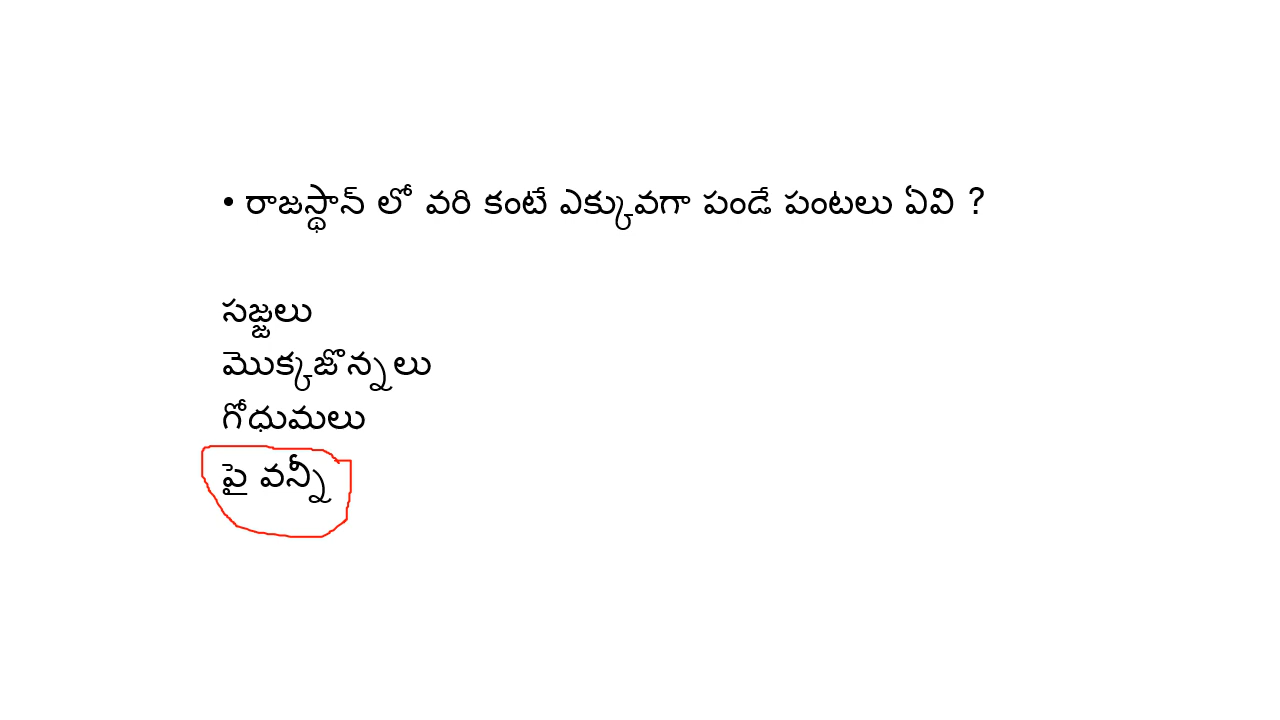 • రాజస్థాన్ లో వరి కంటే ఎక్కువగా పండే పంటలు ఏవి ?
సజ్జలు
మొక్కజొన్నలు
గోధుమలు
పై వన్నీ